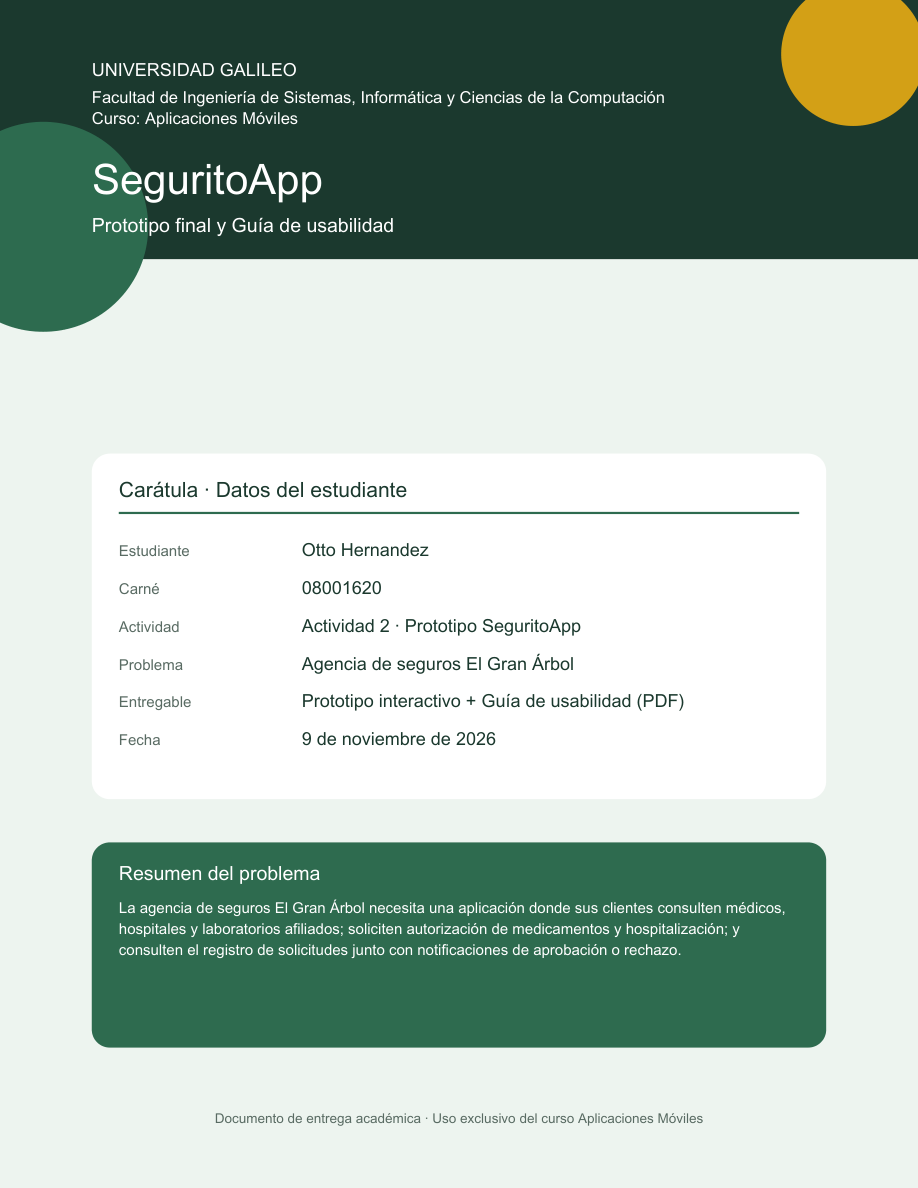 UNIVERSIDAD GALILEO
Facultad de Ingeniería de Sistemas, Informática y Ciencias de la Computación
Curso: Aplicaciones Móviles
SeguritoApp
Prototipo final y Guía de usabilidad
Carátula · Datos del estudiante
Estudiante Otto Hernandez
Carné 08001620
Actividad Actividad 2 · Prototipo SeguritoApp
Problema Agencia de seguros El Gran Árbol
Entregable Prototipo interactivo + Guía de usabilidad (PDF)
Fecha 9 de noviembre de 2026
Resumen del problema
La agencia de seguros El Gran Árbol necesita una aplicación donde sus clientes consulten médicos,
hospitales y laboratorios afiliados; soliciten autorización de medicamentos y hospitalización; y
consulten el registro de solicitudes junto con notificaciones de aprobación o rechazo.
Documento de entrega académica · Uso exclusivo del curso Aplicaciones Móviles